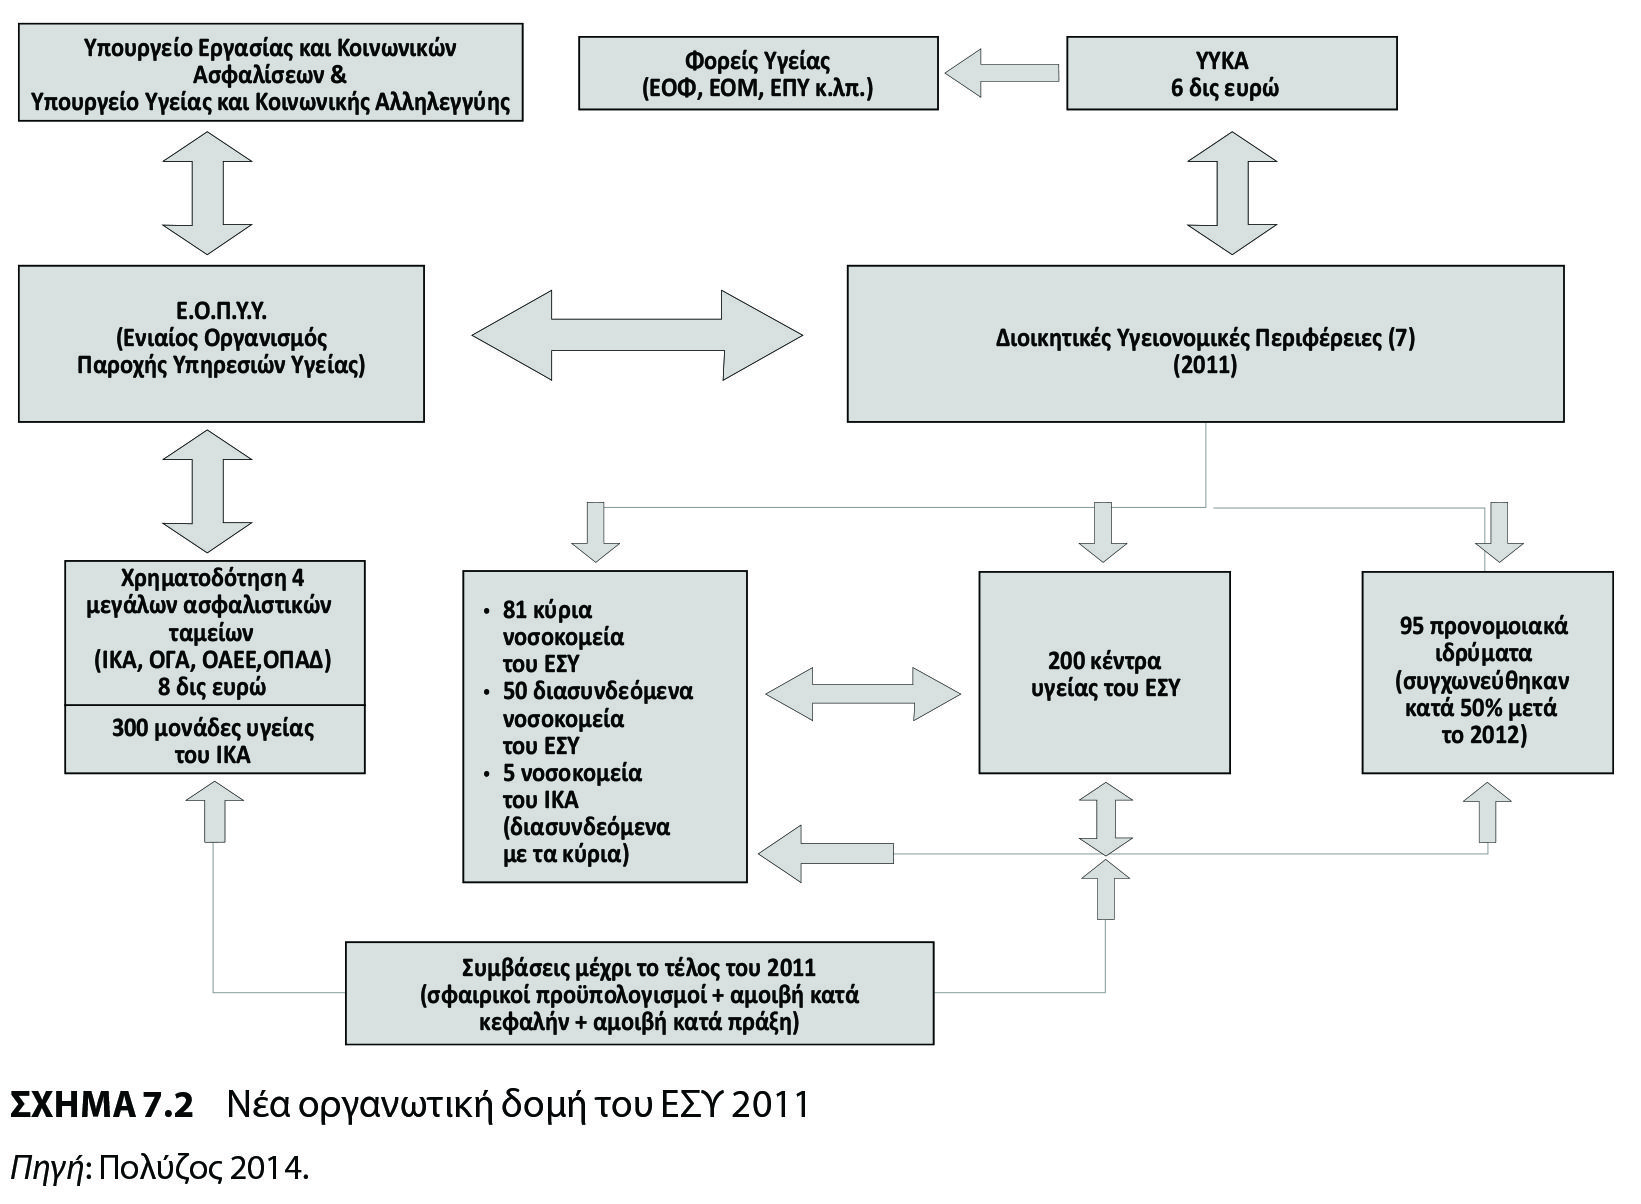 Υπουργείο Εργασίας και Κοινωνικών
Ασφαλίσεων &
Υπουργείο Υγείας και Κοινωνικής Αλληλεγγύης
Φορείς Υγείας
(ΕΟΦ, ΕΟΜ, ΕΠΥ κ.λπ.)
ΥΥΚΑ
6 δις ευρώ
Ε.Ο.Π.Υ.Υ.
(Ενιαίος Οργανισμός
Παροχής Υπηρεσιών Υγείας)
Διοικητικές Υγειονομικές Περιφέρειες (7)
(2011)
Χρηματοδότηση 4
μεγάλων ασφαλιστικών
ταμείων
(ΙΚΑ, ΟΓΑ, ΟΑΕΕ,ΟΠΑΔ)
8 δις ευρώ
300 μονάδες υγείας
του ΙΚΑ
• 81 κύρια
νοσοκομεία
του ΕΣΥ
• 50 διασυνδεόμενα
νοσοκομεία
του ΕΣΥ
• 5 νοσοκομεία
του ΙΚΑ
(διασυνδεόμενα
με τα κύρια)
200 κέντρα
υγείας του ΕΣΥ
95 προνομοιακά
ιδρύματα
(συγχωνεύθηκαν
κατά 50% μετά
το 2012)
Συμβάσεις μέχρι το τέλος του 2011
(σφαιρικοί προϋπολογισμοί + αμοιβή κατά
κεφαλήν + αμοιβή κατά πράξη)
ΣΧΗΜΑ 7.2 Νέα οργανωτική δομή του ΕΣΥ 2011
Πηγή: Πολύζος 2014.